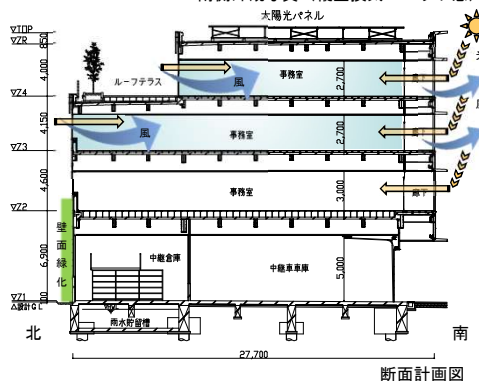 太陽光パネル
▽TOP
▽ZR
850
4,000
ルーフテラス
風
事務室
2,700
廊下
▽Z4
4,150
風
事務室
2,700
廊下
▽Z3
4,600
事務室
3,000
廊下
▽Z2
壁面緑化
6,900
中継倉庫
中継車車庫
5,000
▽Z1
△設計GL
雨水貯留槽
北
南
27,700
断面計画図